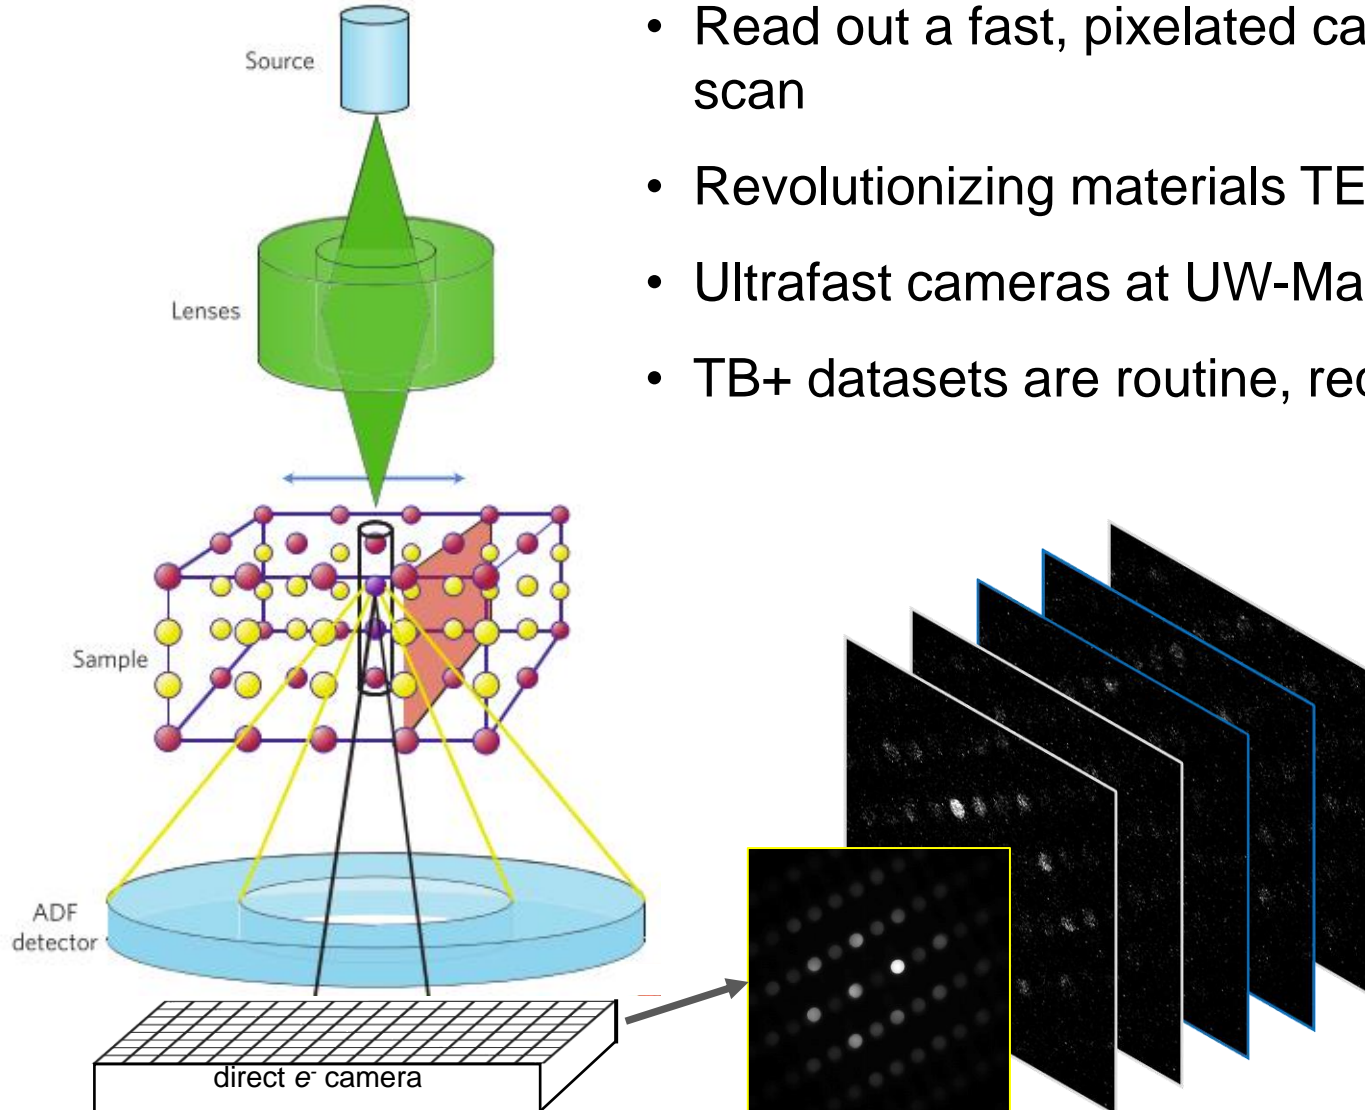 Source
Lenses
Sample
ADF
detector
direct e- camera
• Read out a fast, pixelated ca
scan
• Revolutionizing materials TE
• Ultrafast cameras at UW-Ma
• TB+ datasets are routine, rec